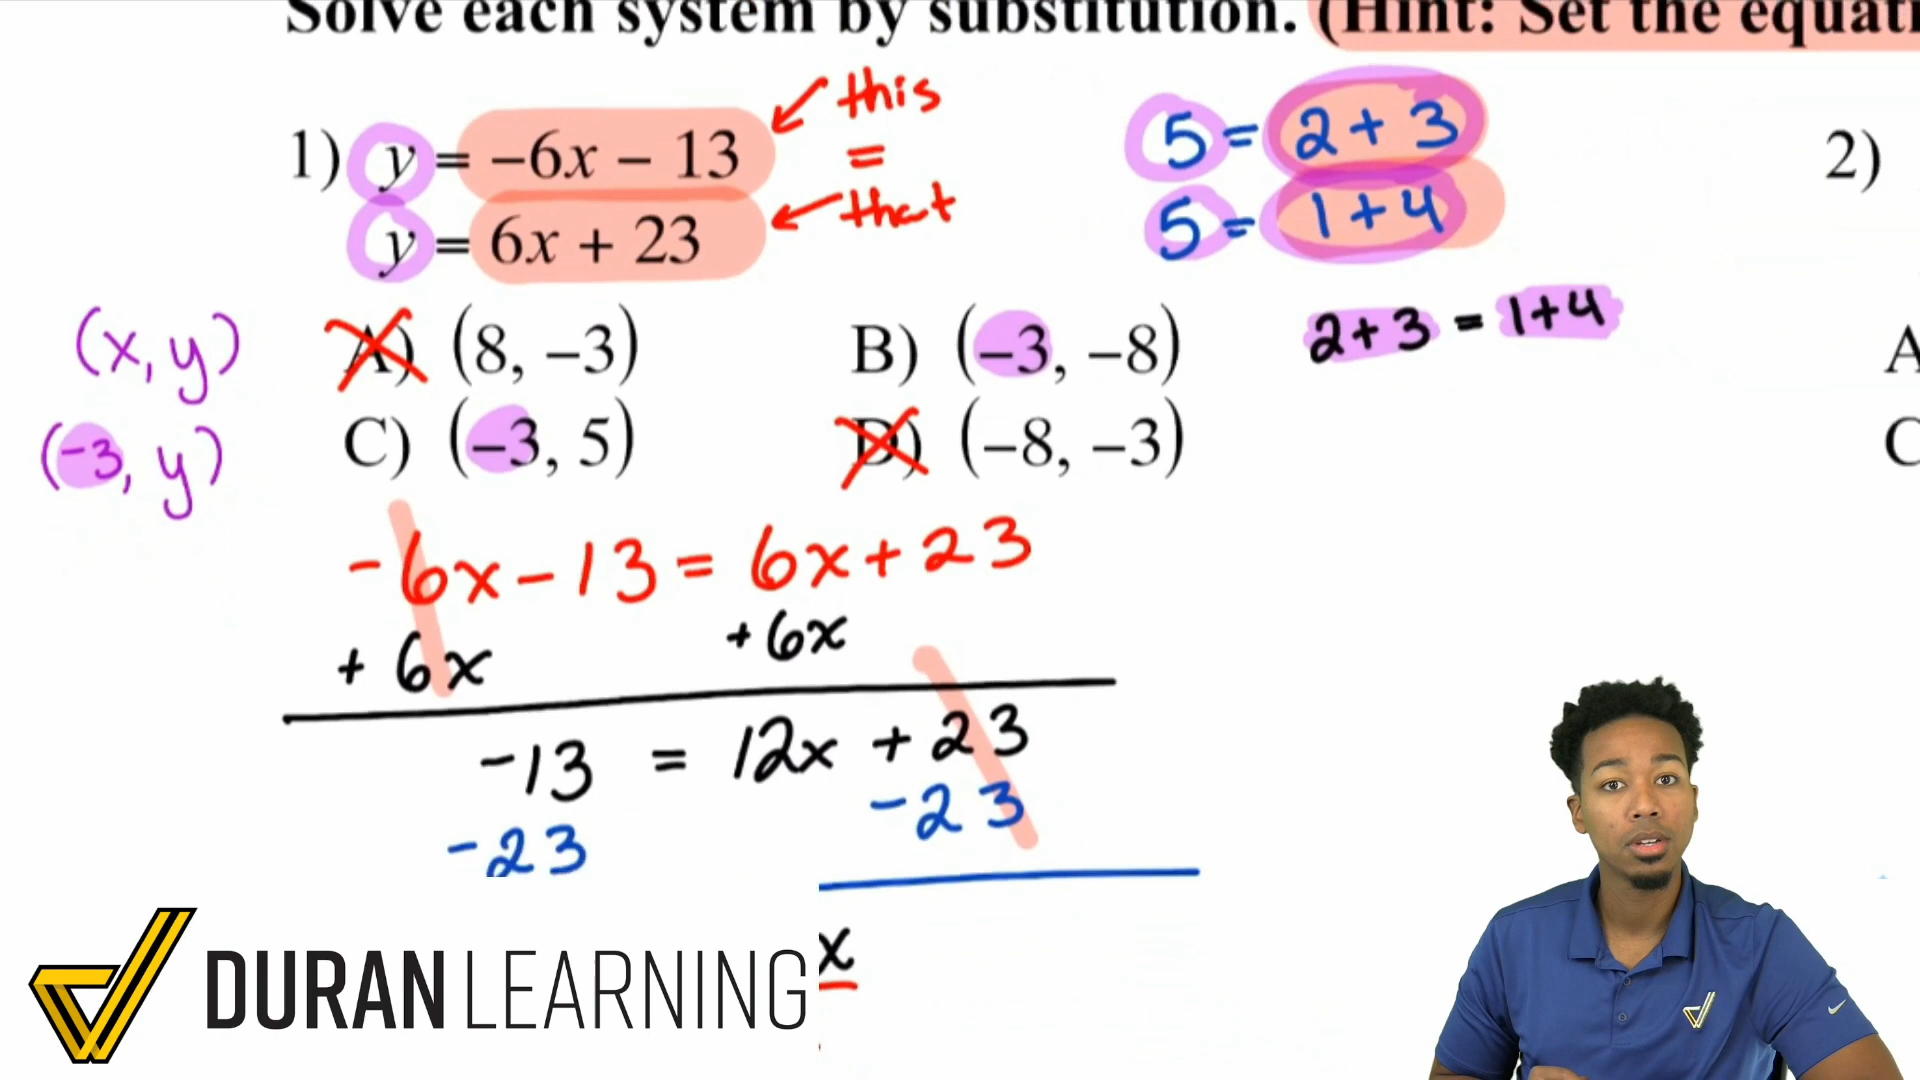 Solve each system by substitution. (Hint: Set the equati
this
=
that
1) y = −6x − 13
y = 6x + 23
5 = 2 + 3
5 = 1 + 4
2+3 = 1+4
2)
(x, y)
(-3, y)
A) (8, −3)
B) (−3, −8)
C) (−3, 5)
D) (−8, −3)
A
C
-6x - 13 = 6x + 23
+ 6x +6x
-13 = 12x + 23
-23 -23
x
DURAN LEARNING